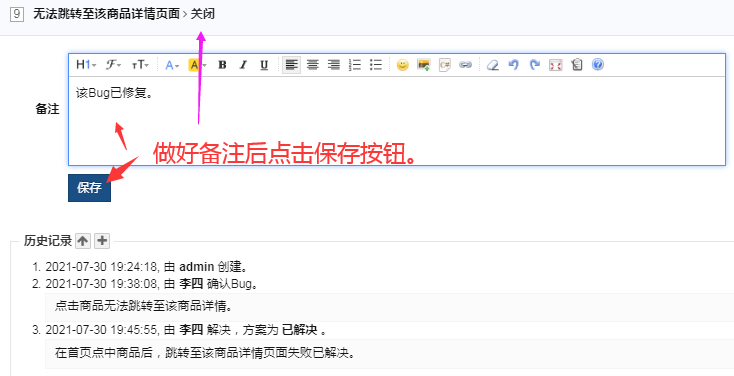 9 无法跳转至该商品详情页面 › 关闭
H1 ℱ тT A A B I U
备注
该Bug已修复。
做好备注后点击保存按钮。
保存
历史记录
1. 2021-07-30 19:24:18, 由 admin 创建。
2. 2021-07-30 19:38:08, 由 李四 确认Bug。
点击商品无法跳转至该商品详情。
3. 2021-07-30 19:45:55, 由 李四 解决，方案为 已解决 。
在首页点中商品后，跳转至该商品详情页面失败已解决。